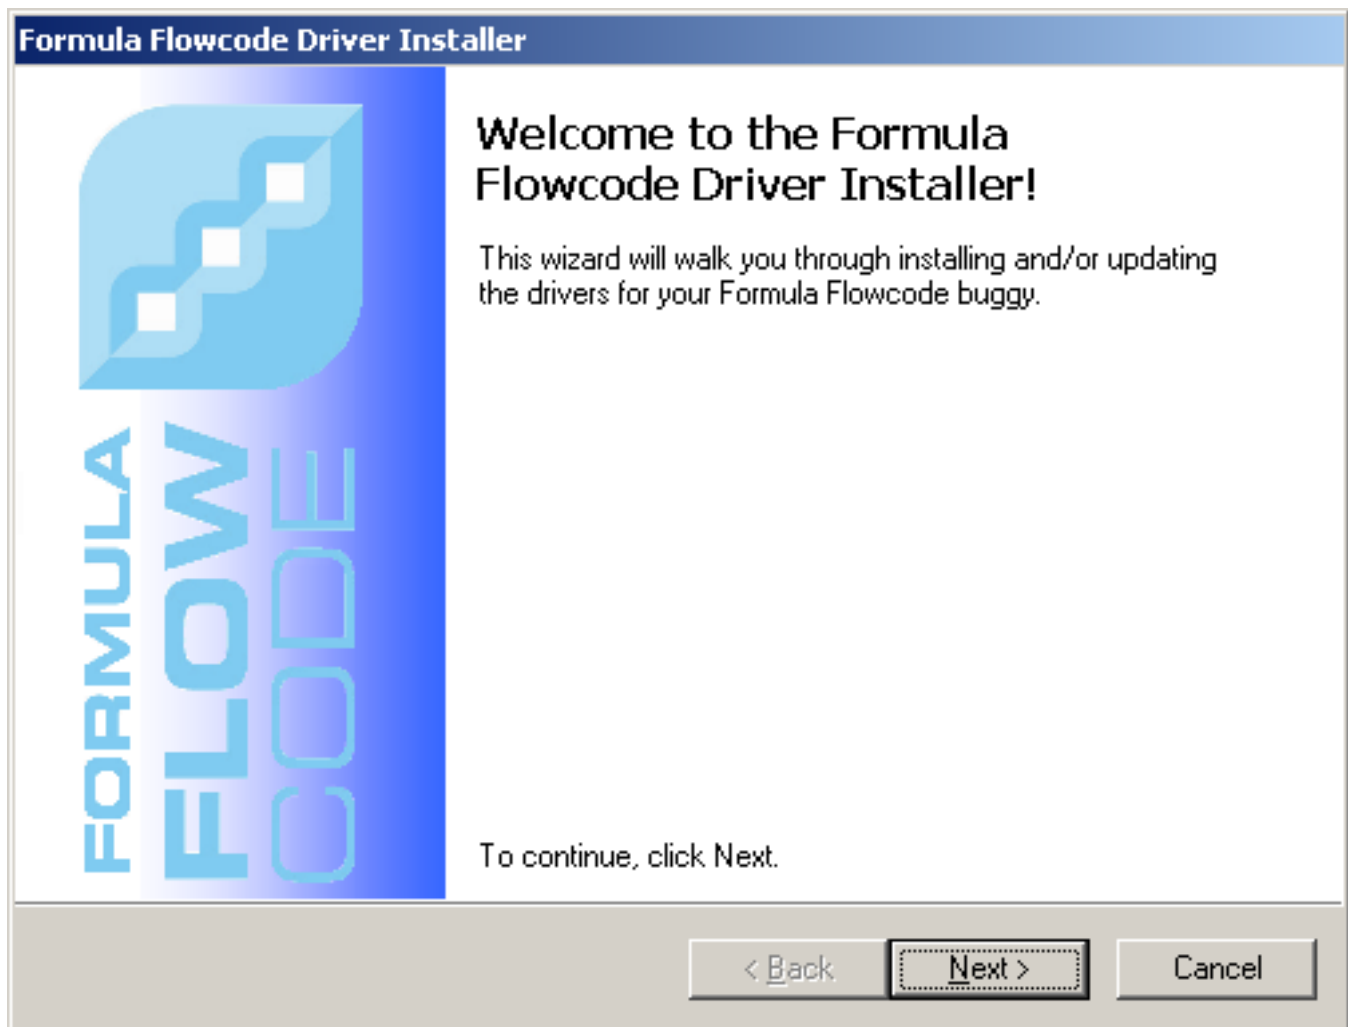 Formula Flowcode Driver Installer
FORMULA
FLOW
CODE
Welcome to the Formula
Flowcode Driver Installer!
This wizard will walk you through installing and/or updating
the drivers for your Formula Flowcode buggy.
To continue, click Next.
< Back
Next >
Cancel